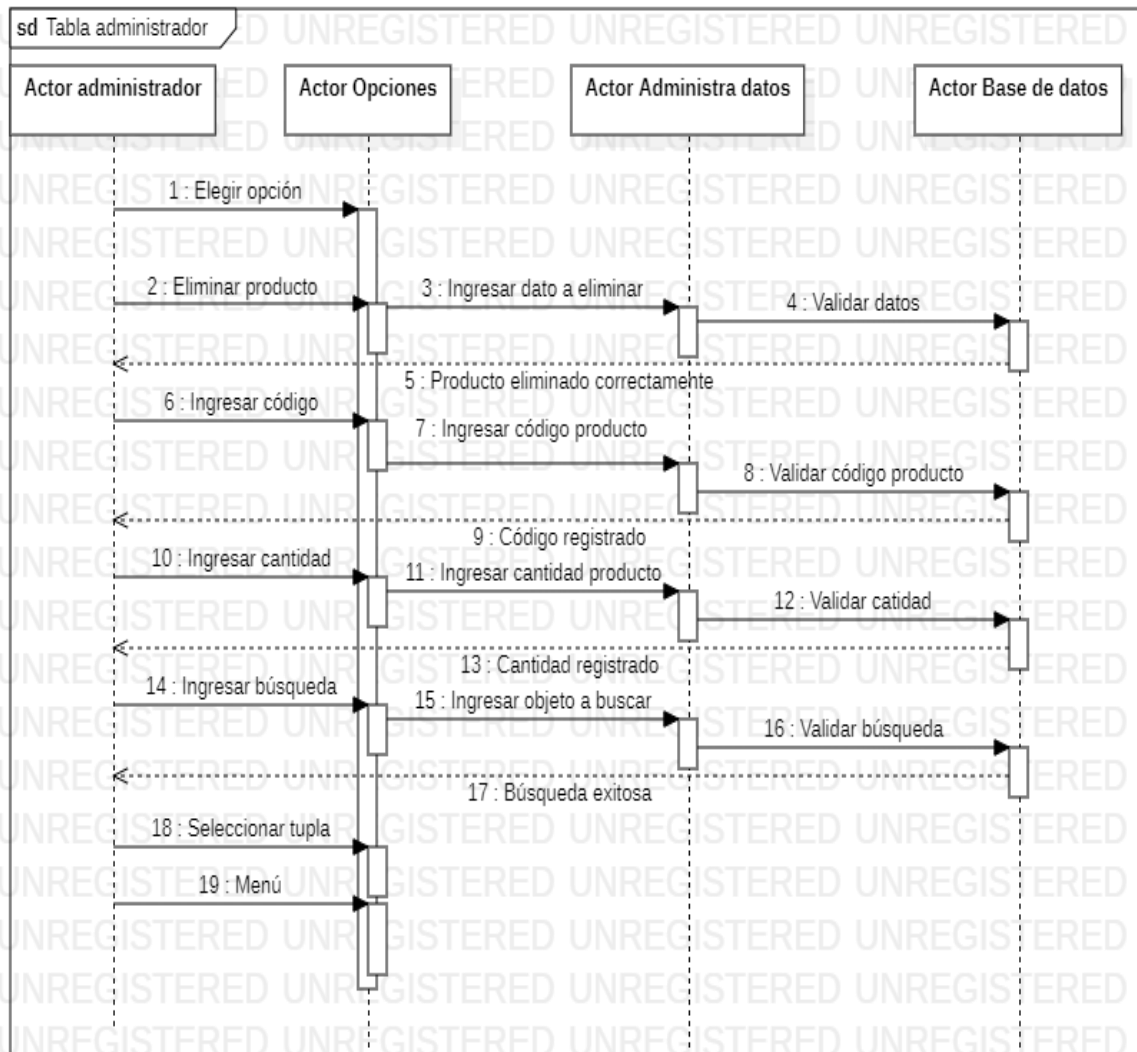 sd Tabla administrador
Actor administrador
Actor Opciones
Actor Administra datos
Actor Base de datos
1 : Elegir opción
2 : Eliminar producto
3 : Ingresar dato a eliminar
4 : Validar datos
5 : Producto eliminado correctamente
6 : Ingresar código
7 : Ingresar código producto
8 : Validar código producto
9 : Código registrado
10 : Ingresar cantidad
11 : Ingresar cantidad producto
12 : Validar catidad
13 : Cantidad registrado
14 : Ingresar búsqueda
15 : Ingresar objeto a buscar
16 : Validar búsqueda
17 : Búsqueda exitosa
18 : Seleccionar tupla
19 : Menú
UNREGISTERED